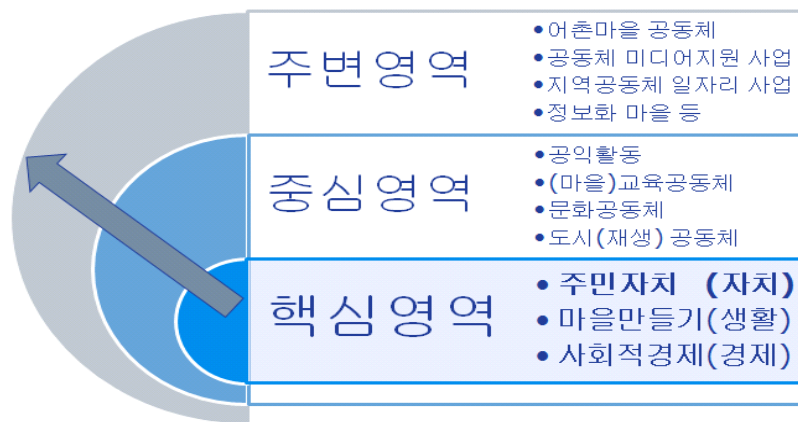 주변영역
•어촌마을 공동체
•공동체 미디어지원 사업
•지역공동체 일자리 사업
•정보화 마을 등
중심영역
•공익활동
•(마을)교육공동체
•문화공동체
•도시(재생) 공동체
핵심영역
• 주민자치 (자치)
• 마을만들기(생활)
• 사회적경제(경제)